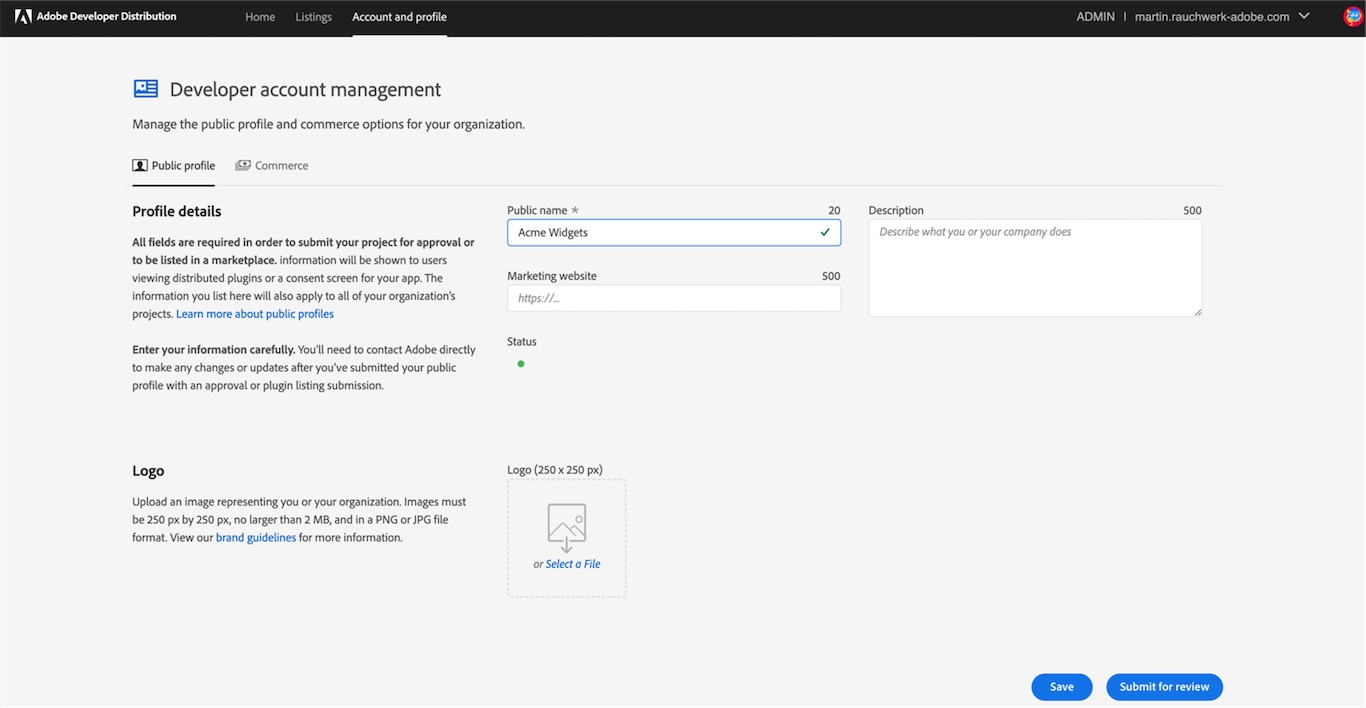 Adobe Developer Distribution
Home Listings Account and profile
ADMIN | martin.rauchwerk-adobe.com
Developer account management
Manage the public profile and commerce options for your organization.
Public profile Commerce
Profile details
All fields are required in order to submit your project for approval or
to be listed in a marketplace. information will be shown to users
viewing distributed plugins or a consent screen for your app. The
information you list here will also apply to all of your organization's
projects. Learn more about public profiles
Enter your information carefully. You'll need to contact Adobe directly
to make any changes or updates after you've submitted your public
profile with an approval or plugin listing submission.
Public name * 20
Acme Widgets
Marketing website 500
https://...
Status
Description 500
Describe what you or your company does
Logo
Upload an image representing you or your organization. Images must
be 250 px by 250 px, no larger than 2 MB, and in a PNG or JPG file
format. View our brand guidelines for more information.
Logo (250 x 250 px)
or Select a File
Save Submit for review